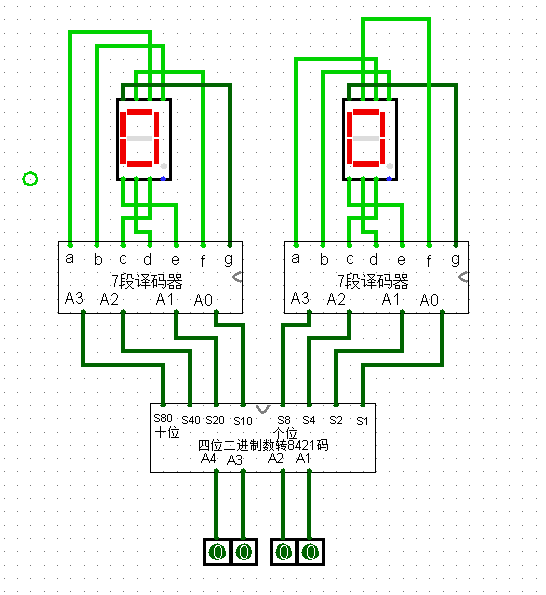 a b c d e f g
7段译码器
A3 A2 A1 A0
a b c d e f g
7段译码器
A3 A2 A1 A0
S80 S40 S20 S10 S8 S4 S2 S1
十位 个位
四位二进制数转8421码
A4 A3 A2 A1
0 0 0 0